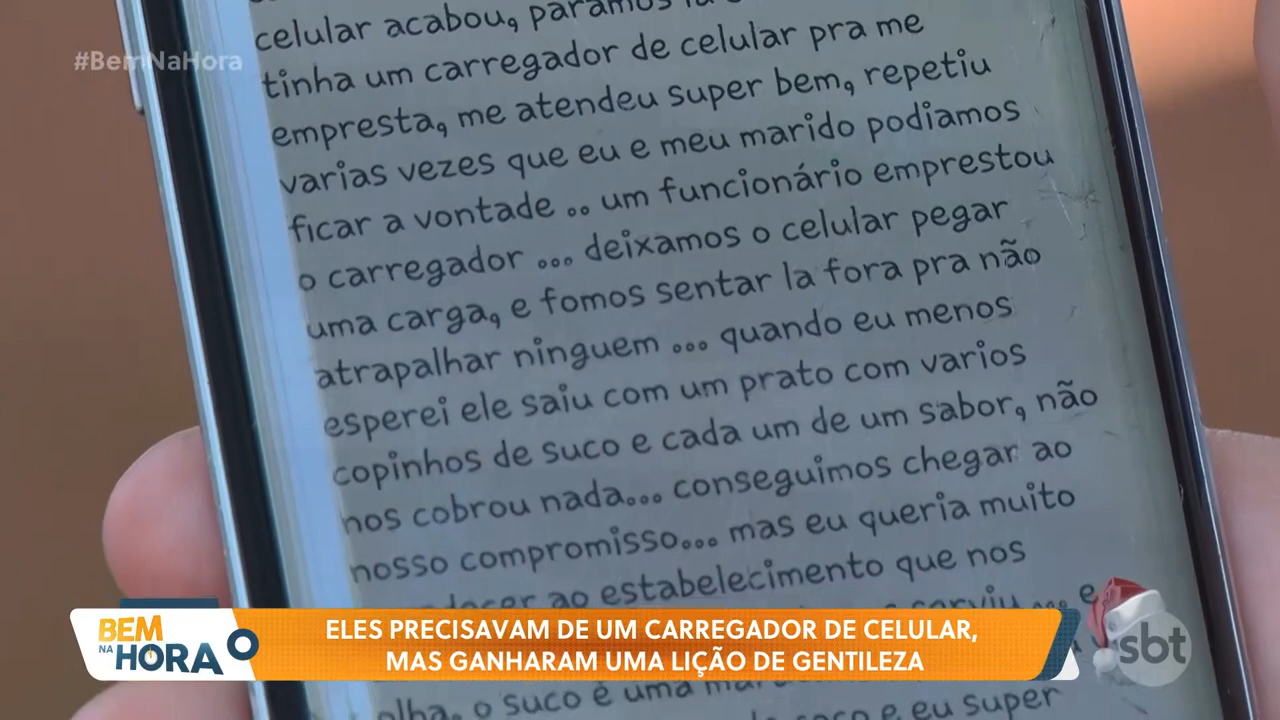 celular acabou, paramos
#BemNaHora
tinha um carregador de celular pra me
empresta, me atendeu super bem, repetiu
varias vezes que eu e meu marido podiamos
ficar a vontade .. um funcionário emprestou
o carregador ... deixamos o celular pegar
uma carga, e fomos sentar la fora pra não
atrapalhar ninguem ... quando eu menos
esperei ele saiu com um prato com varios
copinhos de suco e cada um de um sabor, não
nos cobrou nada... conseguimos chegar ao
nosso compromisso... mas eu queria muito
ao estabelecimento que nos
serviu ... e
BEM NA HORA
ELES PRECISAVAM DE UM CARREGADOR DE CELULAR,
MAS GANHARAM UMA LIÇÃO DE GENTILEZA
sbt
olha, o suco é uma
coco e eu super